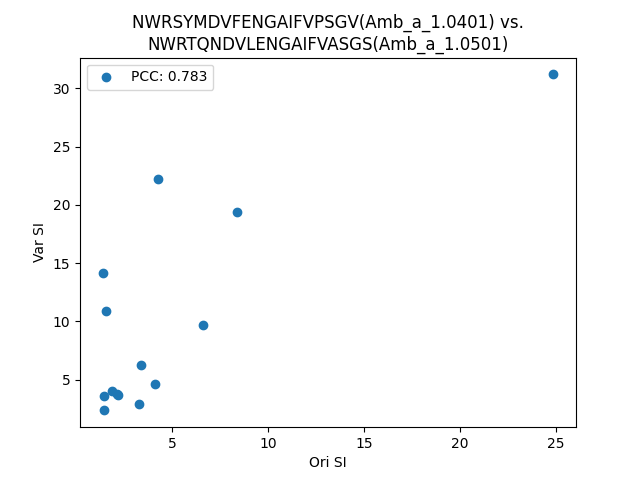 NWRSYMDVFENGAIFVPSGV(Amb_a_1.0401) vs.
NWRTQNDVLENGAIFVASGS(Amb_a_1.0501)
PCC: 0.783
30
25
20
15
10
5
Var SI
5
10
15
20
25
Ori SI